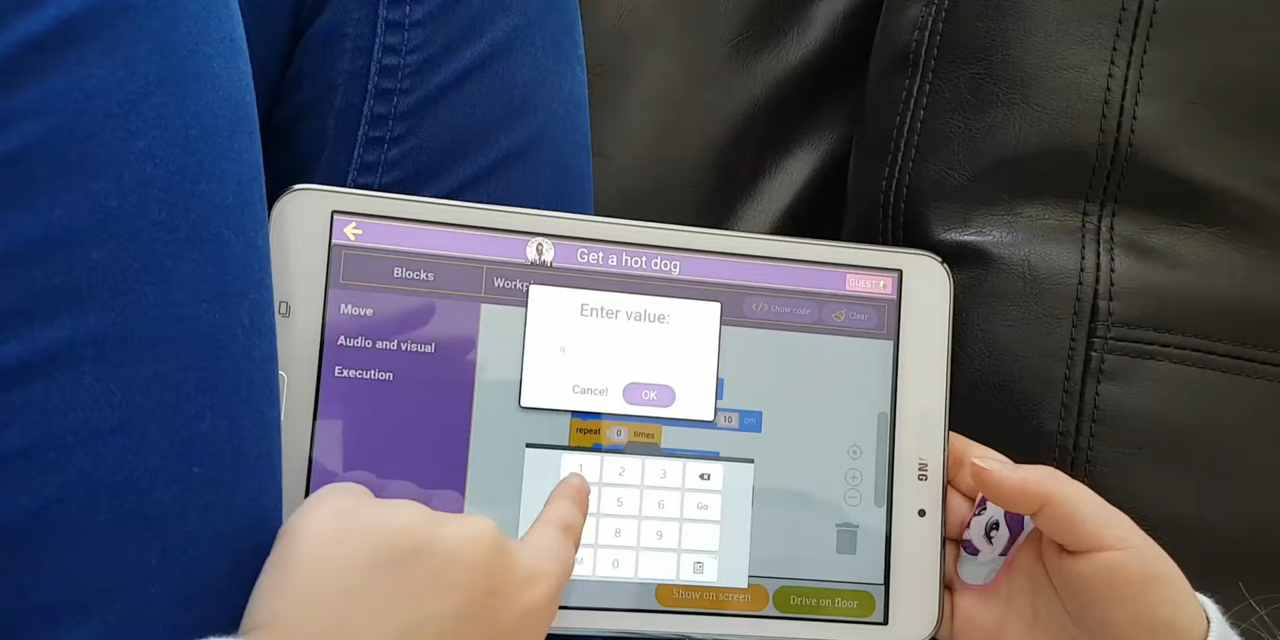 Get a hot dog
GUEST
Blocks
Show code
Clear
Move
Audio and visual
Execution
Enter value:
Cancel
OK
10 cm
repeat 0 times
1 2 3
5 6 Go
8 9
0
Show on screen
Drive on floor